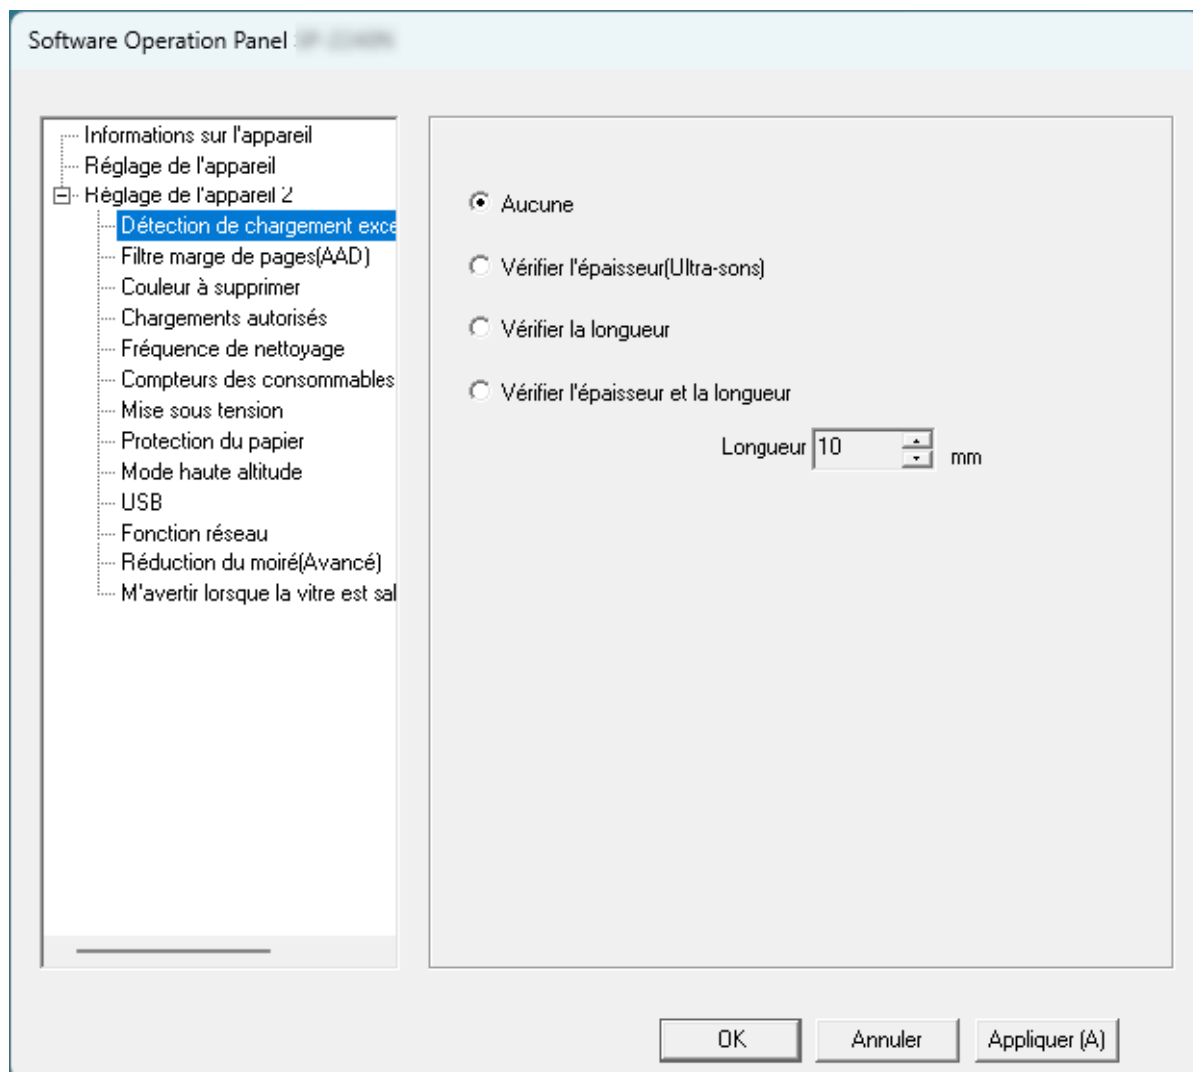 Software Operation Panel
Informations sur l'appareil
Réglage de l'appareil
Réglage de l'appareil 2
Détection de chargement exce
Filtre marge de pages(AAD)
Couleur à supprimer
Chargements autorisés
Fréquence de nettoyage
Compteurs des consommables
Mise sous tension
Protection du papier
Mode haute altitude
USB
Fonction réseau
Réduction du moiré(Avancé)
M'avertir lorsque la vitre est sal
Aucune
Vérifier l'épaisseur(Ultra-sons)
Vérifier la longueur
Vérifier l'épaisseur et la longueur
Longueur 10 mm
OK Annuler Appliquer (A)